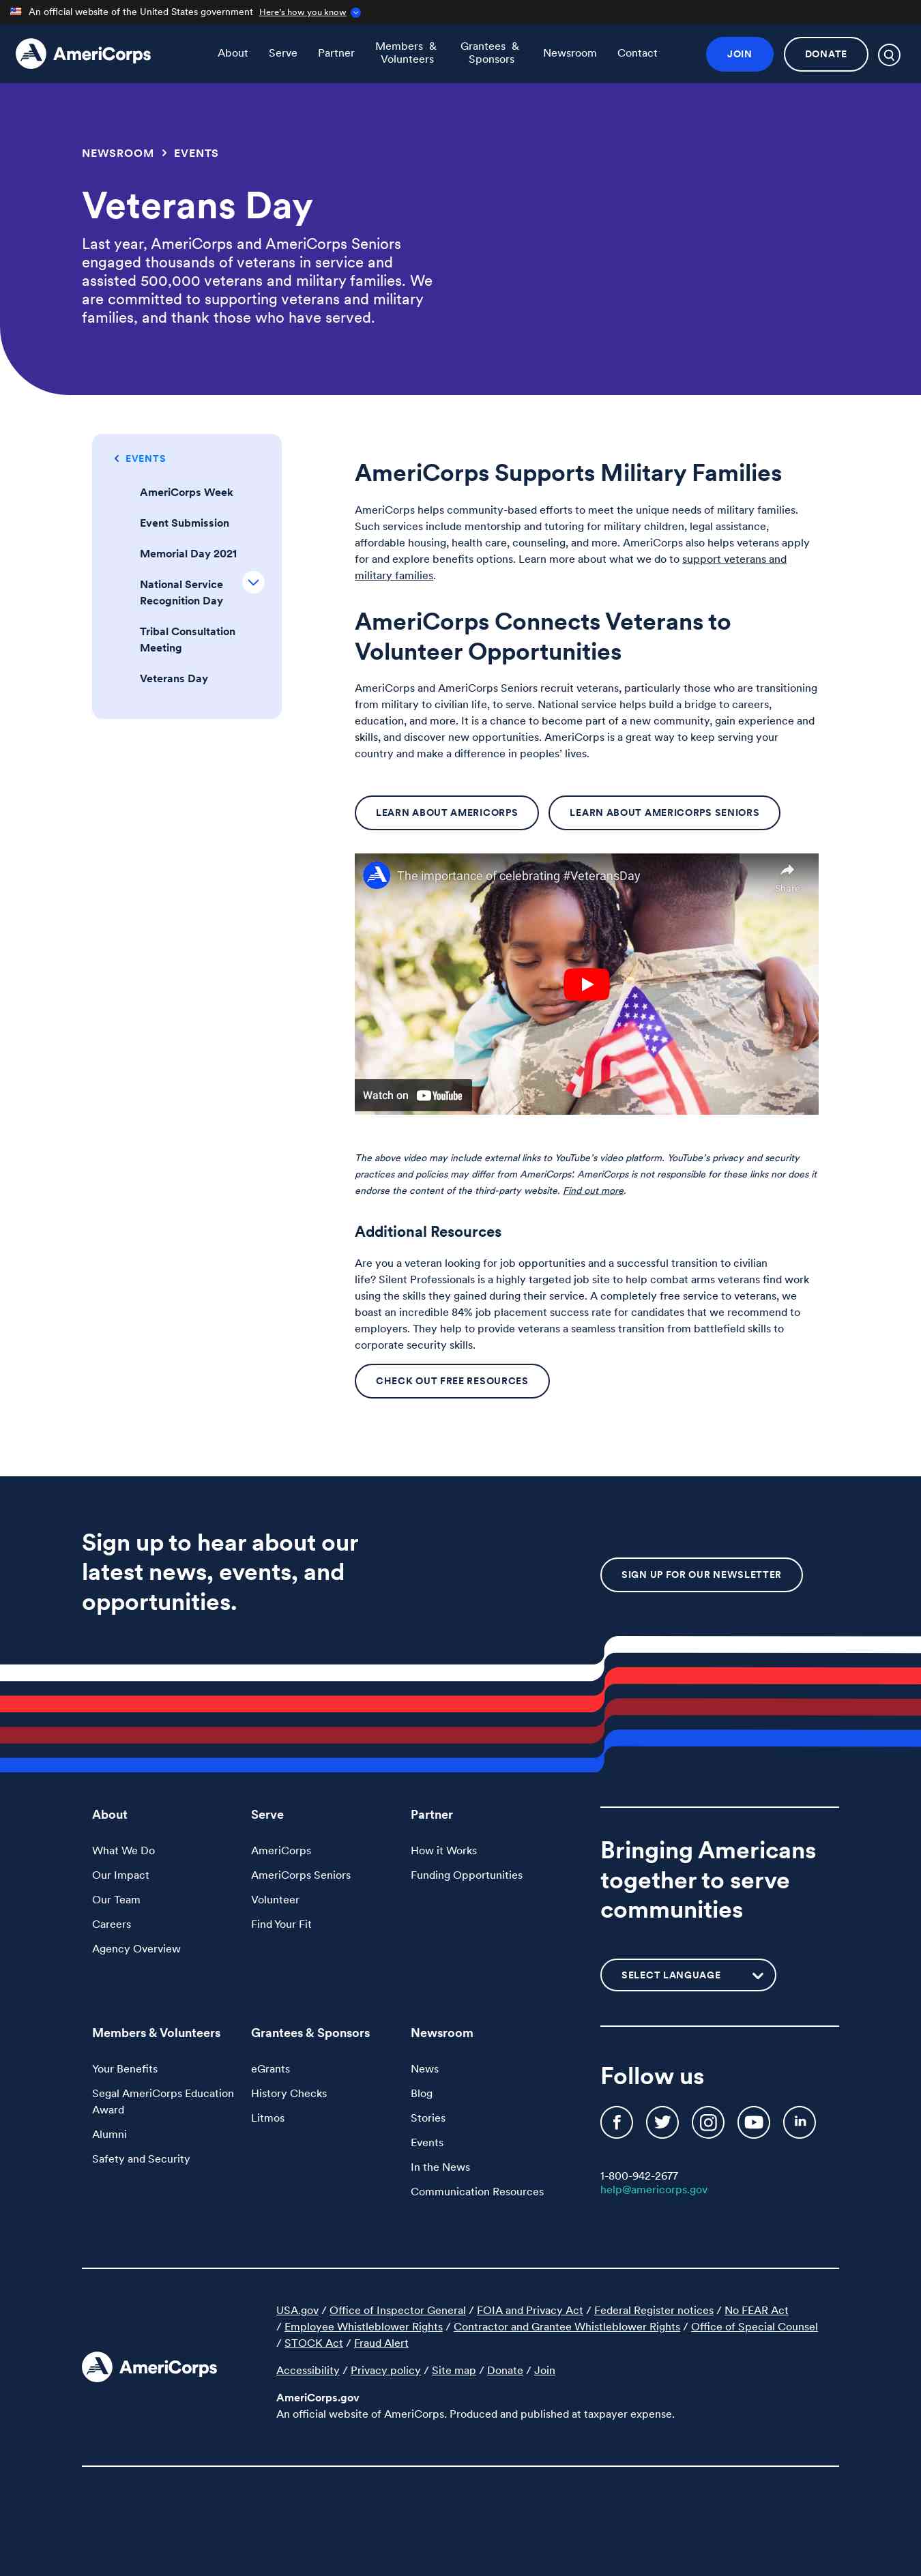 An official website of the United States government Here's how you know
AmeriCorps
About
Serve
Partner
Members & Volunteers
Grantees & Sponsors
Newsroom
Contact
JOIN
DONATE
NEWSROOM > EVENTS
Veterans Day
Last year, AmeriCorps and AmeriCorps Seniors
engaged thousands of veterans in service and
assisted 500,000 veterans and military families. We
are committed to supporting veterans and military
families, and thank those who have served.
EVENTS
AmeriCorps Week
Event Submission
Memorial Day 2021
National Service
Recognition Day
Tribal Consultation
Meeting
Veterans Day
AmeriCorps Supports Military Families
AmeriCorps helps community-based efforts to meet the unique needs of military families.
Such services include mentorship and tutoring for military children, legal assistance,
affordable housing, health care, counseling, and more. AmeriCorps also helps veterans apply
for and explore benefits options. Learn more about what we do to support veterans and
military families.
AmeriCorps Connects Veterans to
Volunteer Opportunities
AmeriCorps and AmeriCorps Seniors recruit veterans, particularly those who are transitioning
from military to civilian life, to serve. National service helps build a bridge to careers,
education, and more. It is a chance to become part of a new community, gain experience and
skills, and discover new opportunities. AmeriCorps is a great way to keep serving your
country and make a difference in peoples' lives.
LEARN ABOUT AMERICORPS
LEARN ABOUT AMERICORPS SENIORS
The importance of celebrating #VeteransDay
Share
Watch on YouTube
The above video may include external links to YouTube's video platform. YouTube's privacy and security
practices and policies may differ from AmeriCorps'. AmeriCorps is not responsible for these links nor does it
endorse the content of the third-party website. Find out more.
Additional Resources
Are you a veteran looking for job opportunities and a successful transition to civilian
life? Silent Professionals is a highly targeted job site to help combat arms veterans find work
using the skills they gained during their service. A completely free service to veterans, we
boast an incredible 84% job placement success rate for candidates that we recommend to
employers. They help to provide veterans a seamless transition from battlefield skills to
corporate security skills.
CHECK OUT FREE RESOURCES
Sign up to hear about our
latest news, events, and
opportunities.
SIGN UP FOR OUR NEWSLETTER
About
What We Do
Our Impact
Our Team
Careers
Agency Overview
Serve
AmeriCorps
AmeriCorps Seniors
Volunteer
Find Your Fit
Partner
How it Works
Funding Opportunities
Bringing Americans
together to serve
communities
SELECT LANGUAGE
Members & Volunteers
Your Benefits
Segal AmeriCorps Education
Award
Alumni
Safety and Security
Grantees & Sponsors
eGrants
History Checks
Litmos
Newsroom
News
Blog
Stories
Events
In the News
Communication Resources
Follow us
1-800-942-2677
help@americorps.gov
AmeriCorps
USA.gov / Office of Inspector General / FOIA and Privacy Act / Federal Register notices / No FEAR Act
/ Employee Whistleblower Rights / Contractor and Grantee Whistleblower Rights / Office of Special Counsel
/ STOCK Act / Fraud Alert
Accessibility / Privacy policy / Site map / Donate / Join
AmeriCorps.gov
An official website of AmeriCorps. Produced and published at taxpayer expense.